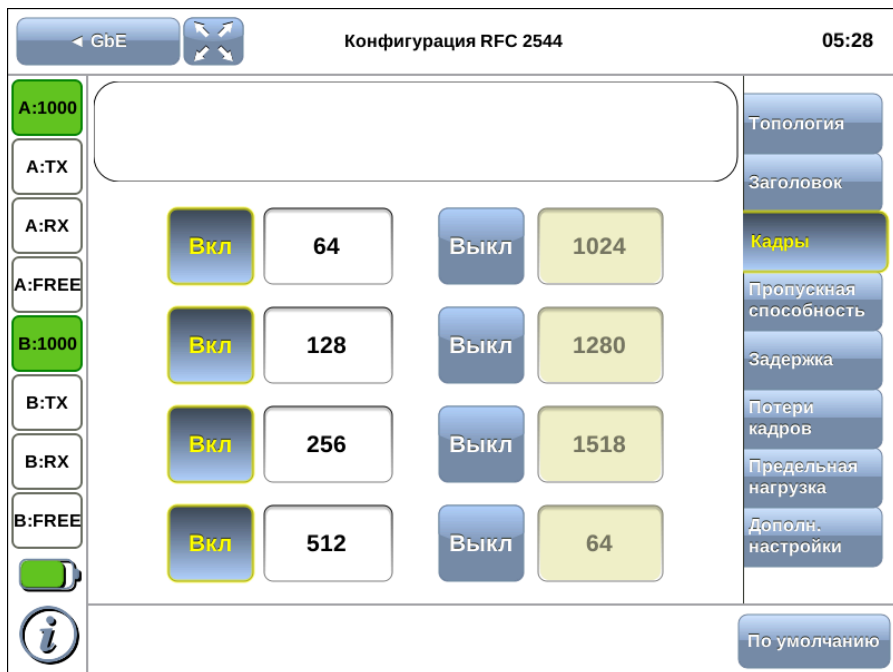 ◄ GbE
Конфигурация RFC 2544
05:28
A:1000
A:TX
A:RX
A:FREE
B:1000
B:TX
B:RX
B:FREE
i
Вкл 64 Выкл 1024
Вкл 128 Выкл 1280
Вкл 256 Выкл 1518
Вкл 512 Выкл 64
Топология
Заголовок
Кадры
Пропускная
способность
Задержка
Потери
кадров
Предельная
нагрузка
Дополн.
настройки
По умолчанию